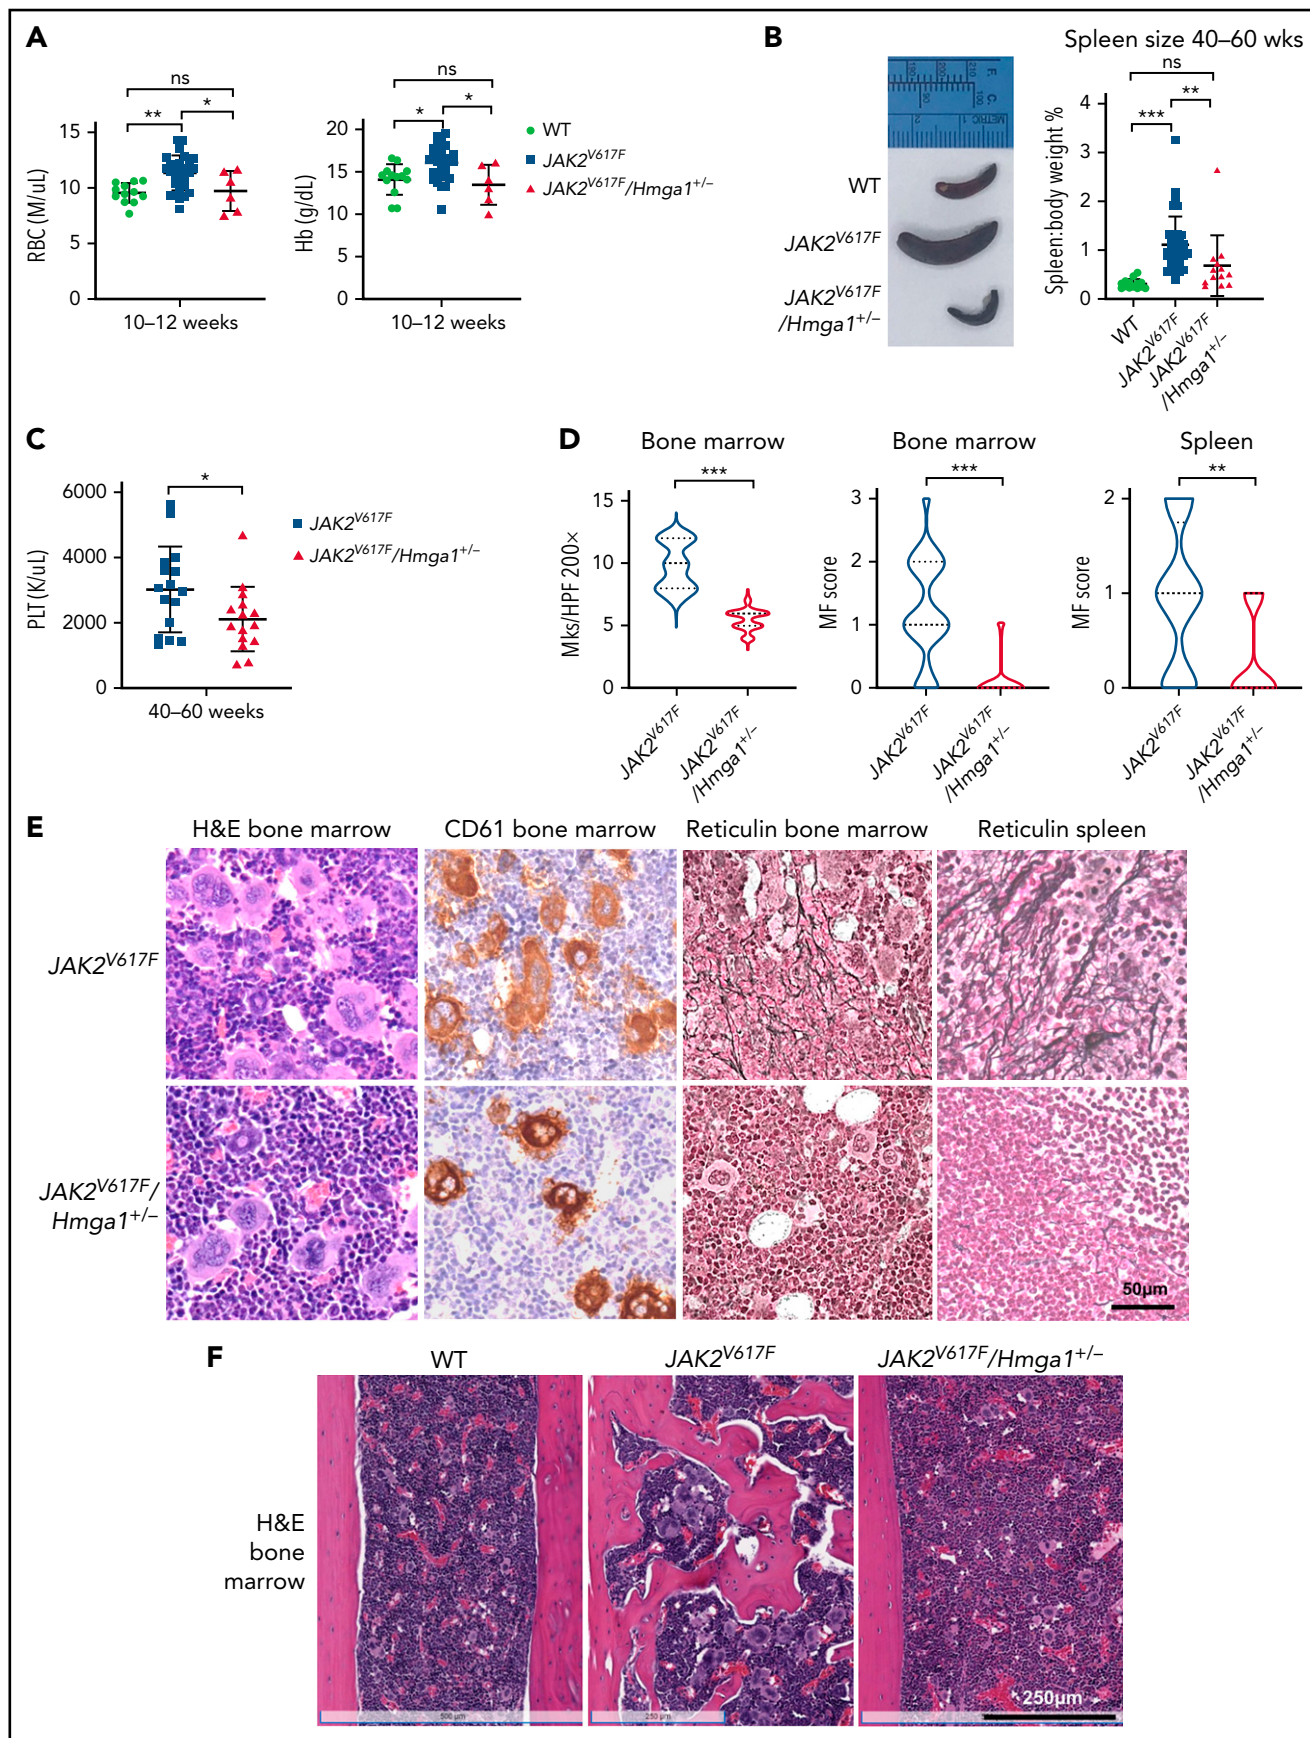 A
ns
**
*
15
10
5
0
RBC (M/uL)
10–12 weeks
ns
*
*
20
15
10
5
0
Hb (g/dL)
10–12 weeks
WT
JAK2V617F
JAK2V617F/Hmga1+/–
B
Spleen size 40–60 wks
WT
JAK2V617F
JAK2V617F
/Hmga1+/–
METRIC
ns
**
***
4
3
2
1
0
Spleen:body weight %
WT
JAK2V617F
JAK2V617F
/Hmga1+/–
C
*
6000
4000
2000
0
PLT (K/uL)
40–60 weeks
JAK2V617F
JAK2V617F/Hmga1+/–
D
Bone marrow
***
15
10
5
0
Mks/HPF 200×
JAK2V617F
JAK2V617F
/Hmga1+/–
Bone marrow
***
3
2
1
0
MF score
JAK2V617F
JAK2V617F
/Hmga1+/–
Spleen
**
2
1
0
MF score
JAK2V617F
JAK2V617F
/Hmga1+/–
E
H&E bone marrow
CD61 bone marrow
Reticulin bone marrow
Reticulin spleen
JAK2V617F
JAK2V617F/
Hmga1+/–
50μm
F
WT
JAK2V617F
JAK2V617F/Hmga1+/–
H&E
bone
marrow
500 μm
250 μm
250μm